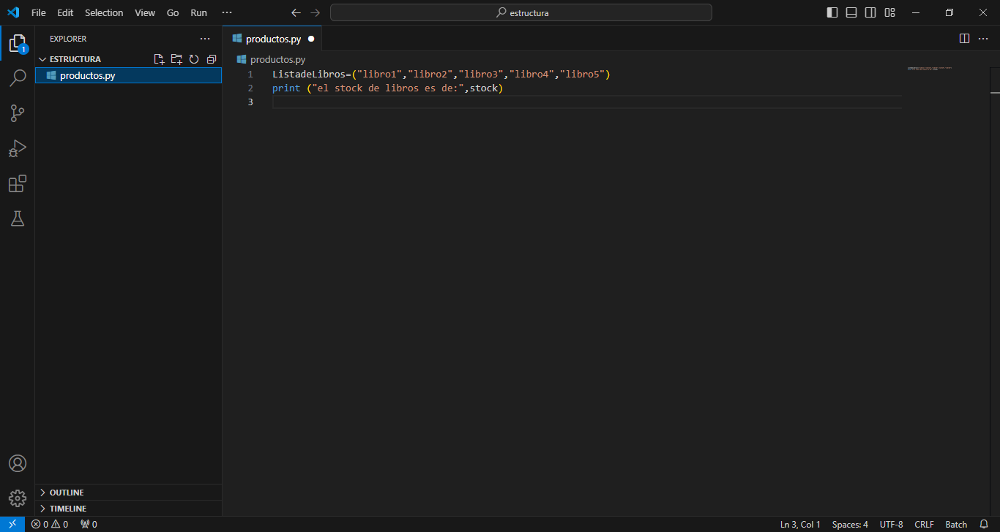 File Edit Selection View Go Run ···
estructura
EXPLORER
ESTRUCTURA
productos.py
OUTLINE
TIMELINE
productos.py
productos.py
1 ListadeLibros=("libro1","libro2","libro3","libro4","libro5")
2 print ("el stock de libros es de:",stock)
3
1
0 0 0
Ln 3, Col 1 Spaces: 4 UTF-8 CRLF Batch